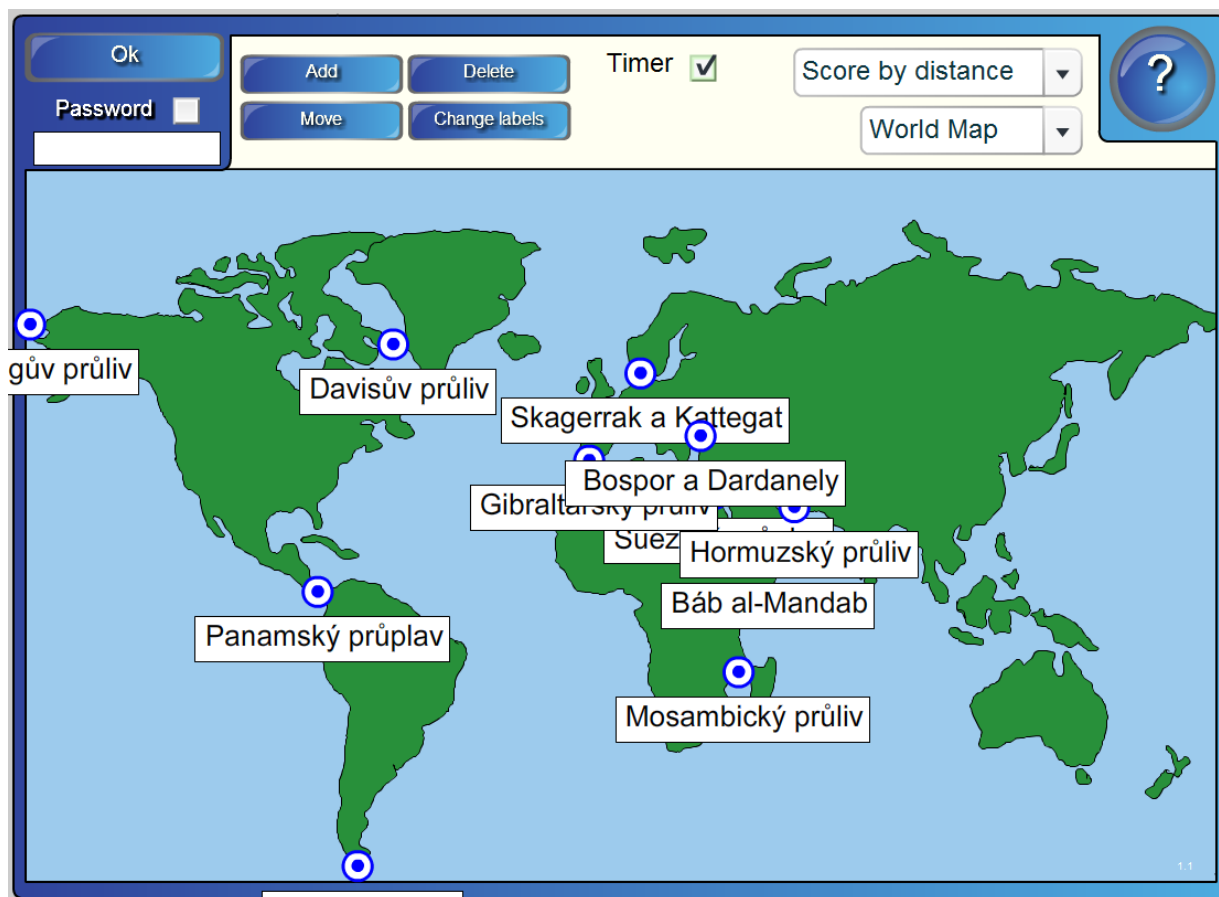 Ok
Add
Delete
Timer
Score by distance
?
Password
Move
Change labels
World Map
gův průliv
Davisův průliv
Skagerrak a Kattegat
Bospor a Dardanely
Gibraltarský průliv
Suez
Hormuzský průliv
Báb al-Mandab
Panamský průplav
Mosambický průliv
1.1